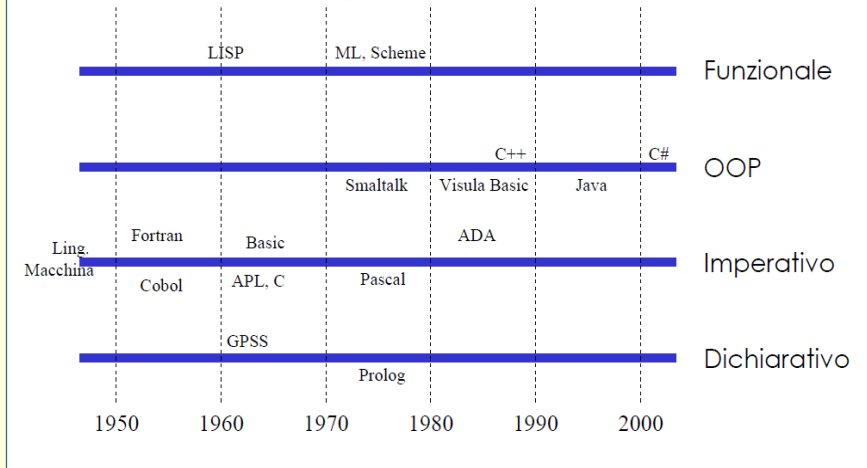 LISP
ML, Scheme
Funzionale
C++
C#
OOP
Smaltalk
Visula Basic
Java
Fortran
Basic
ADA
Ling.
Macchina
Imperativo
Cobol
APL, C
Pascal
GPSS
Dichiarativo
Prolog
1950 1960 1970 1980 1990 2000